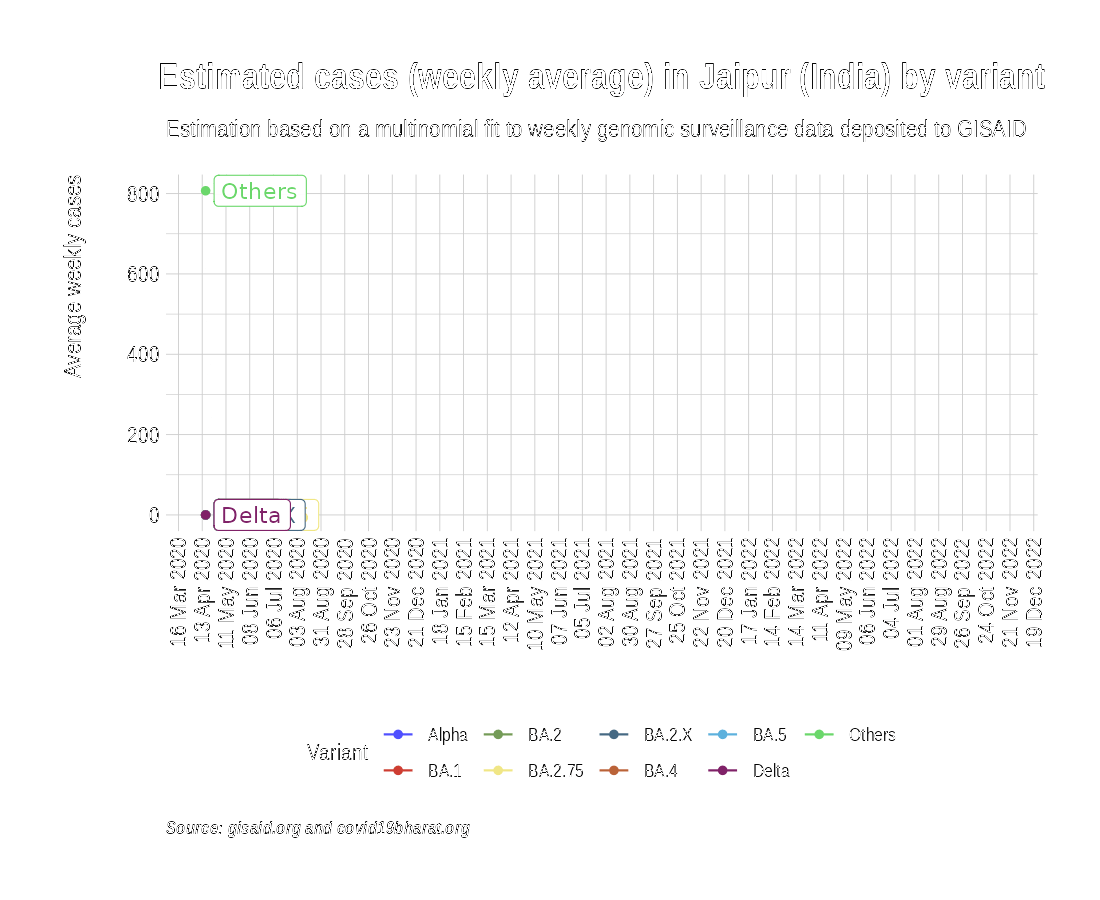 Estimated cases (weekly average) in Jaipur (India) by variant
Estimation based on a multinomial fit to weekly genomic surveillance data deposited to GISAID
Average weekly cases
800
600
400
200
0
Others
Delta
X
16 Mar 2020
13 Apr 2020
11 May 2020
08 Jun 2020
06 Jul 2020
03 Aug 2020
31 Aug 2020
28 Sep 2020
26 Oct 2020
23 Nov 2020
21 Dec 2020
18 Jan 2021
15 Feb 2021
15 Mar 2021
12 Apr 2021
10 May 2021
07 Jun 2021
05 Jul 2021
02 Aug 2021
30 Aug 2021
27 Sep 2021
25 Oct 2021
22 Nov 2021
20 Dec 2021
17 Jan 2022
14 Feb 2022
14 Mar 2022
11 Apr 2022
09 May 2022
06 Jun 2022
04 Jul 2022
01 Aug 2022
29 Aug 2022
26 Sep 2022
24 Oct 2022
21 Nov 2022
19 Dec 2022
Variant
Alpha BA.2 BA.2.X BA.5 Others
BA.1 BA.2.75 BA.4 Delta
Source: gisaid.org and covid19bharat.org